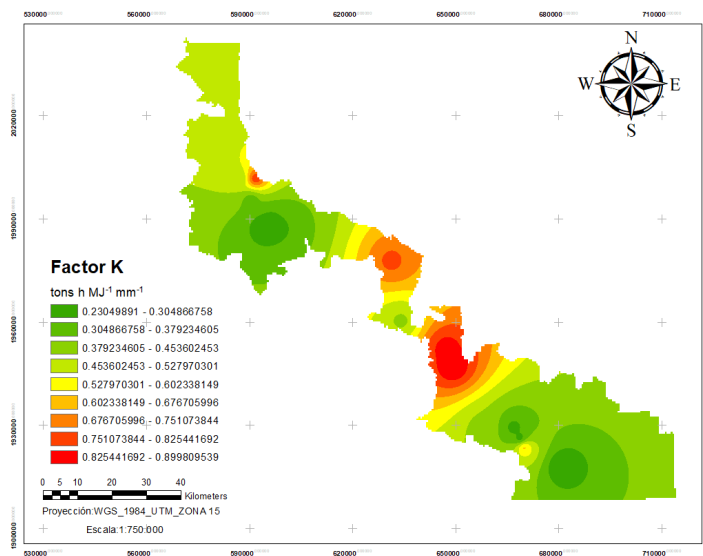 530000 560000 590000 620000 650000 680000 710000
N
W E
S
2020000
1990000
1960000
1930000
1900000
Factor K
tons h MJ-1 mm-1
0.23049891 - 0.304866758
0.304866758 - 0.379234605
0.379234605 - 0.453602453
0.453602453 - 0.527970301
0.527970301 - 0.602338149
0.602338149 - 0.676705996
0.676705996 - 0.751073844
0.751073844 - 0.825441692
0.825441692 - 0.899809539
0 5 10 20 30 40
Kilometers
Proyección:WGS_1984_UTM_ZONA 15
Escala:1:750:000
530000 560000 590000 620000 650000 680000 710000